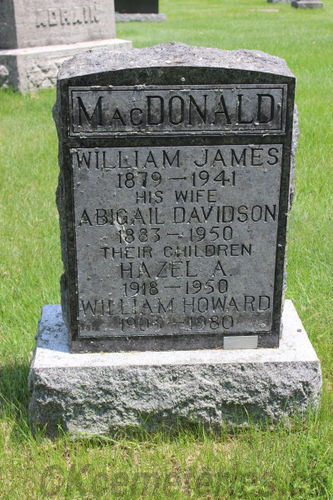 ADRAIN
MACDONALD
WILLIAM JAMES
1879 – 1941
HIS WIFE
ABIGAIL DAVIDSON
1883 – 1950
THEIR CHILDREN
HAZEL A.
1918 – 1950
WILLIAM HOWARD
– 1980